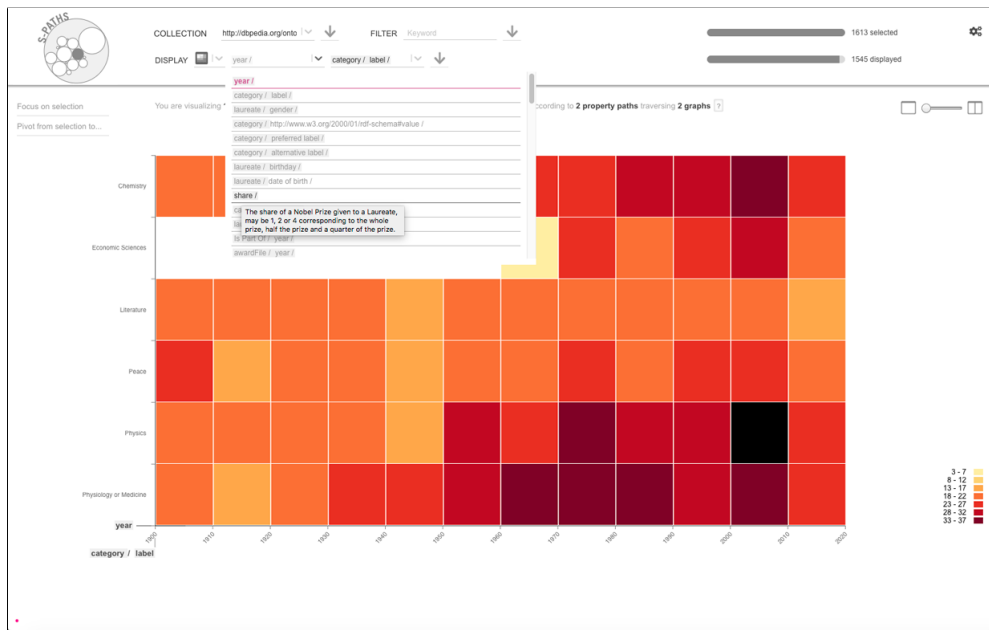 S-PATHS
COLLECTION http://dbpedia.org/onto FILTER Keyword 1613 selected
DISPLAY year / category / label / 1545 displayed
year /
category / label /
laureate / gender /
category / http://www.w3.org/2000/01/rdf-schema#value /
category / preferred label /
category / alternative label /
laureate / birthday /
laureate / date of birth /
share /
The share of a Nobel Prize given to a Laureate,
may be 1, 2 or 4 corresponding to the whole
prize, half the prize and a quarter of the prize.
Is Part Of / year /
awardFile / year /
Focus on selection
Pivot from selection to...
You are visualizing
ccording to 2 property paths traversing 2 graphs ?
Chemistry
Economic Sciences
Literature
Peace
Physics
Physiology or Medicine
year
category / label
1900 1910 1920 1930 1940 1950 1960 1970 1980 1990 2000 2010 2020
3 - 7
8 - 12
13 - 17
18 - 22
23 - 27
28 - 32
33 - 37